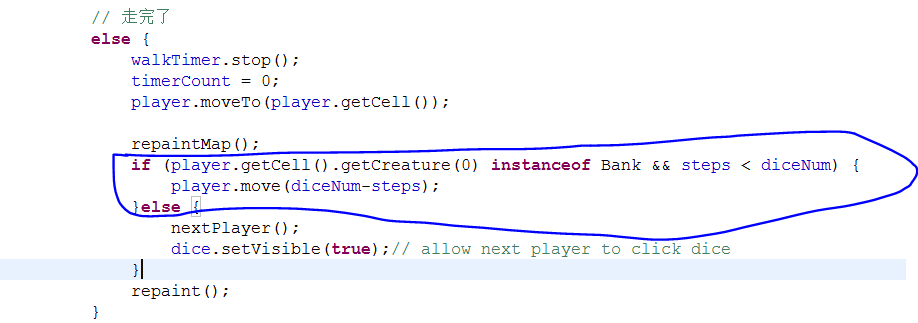 // 走完了
else {
walkTimer.stop();
timerCount = 0;
player.moveTo(player.getCell());
repaintMap();
if (player.getCell().getCreature(0) instanceof Bank && steps < diceNum) {
player.move(diceNum-steps);
}else {
nextPlayer();
dice.setVisible(true);// allow next player to click dice
}
repaint();
}